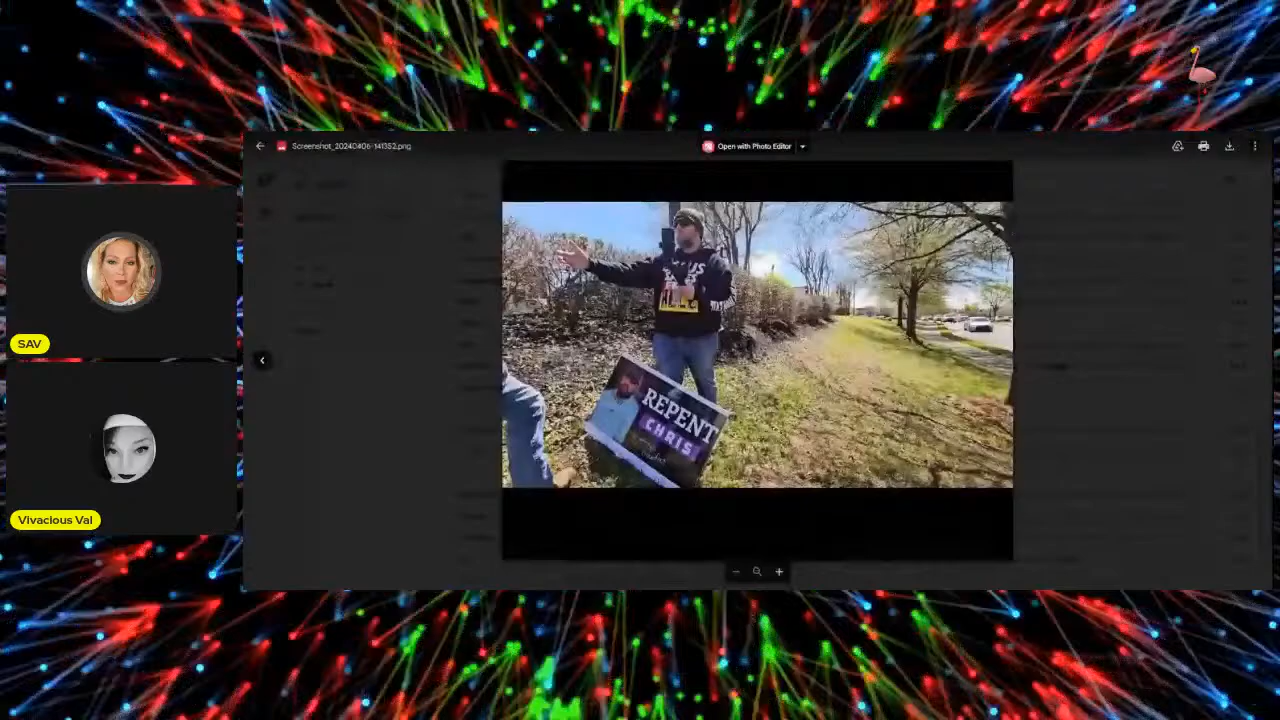 Screenshot_20240406-141352.png
Open with Photo Editor
SAV
REPENT
CHRIS
Vivacious Val